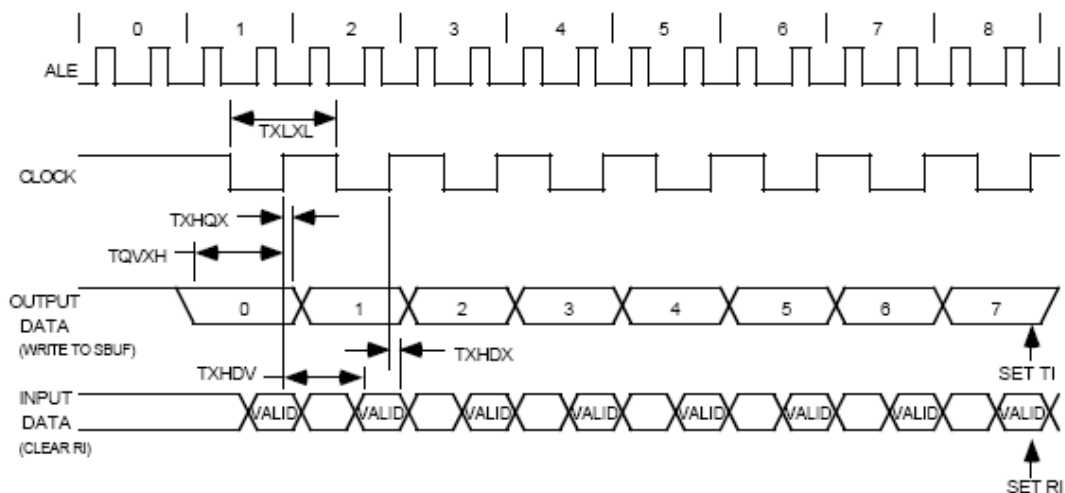 0 1 2 3 4 5 6 7 8
ALE
TXLXL
CLOCK
TXHQX
TQVXH
OUTPUT
DATA
(WRITE TO SBUF)
0 1 2 3 4 5 6 7
TXHDX
TXHDV
SET TI
INPUT
DATA
(CLEAR RI)
VALID VALID VALID VALID VALID VALID VALID VALID
SET RI